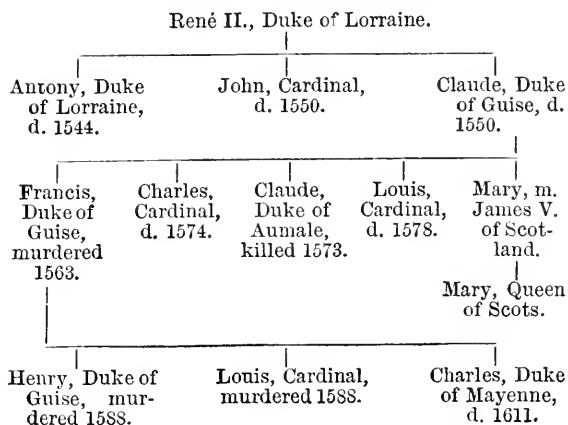 René II., Duke of Lorraine.
Antony, Duke
of Lorraine,
d. 1544.
John, Cardinal,
d. 1550.
Claude, Duke
of Guise, d.
1550.
Francis,
Duke of
Guise,
murdered
1563.
Charles,
Cardinal,
d. 1574.
Claude,
Duke of
Aumale,
killed 1573.
Louis,
Cardinal,
d. 1578.
Mary, m.
James V.
of Scot-
land.
Mary, Queen
of Scots.
Henry, Duke of
Guise, mur-
dered 1588.
Louis, Cardinal,
murdered 1588.
Charles, Duke
of Mayenne,
d. 1611.